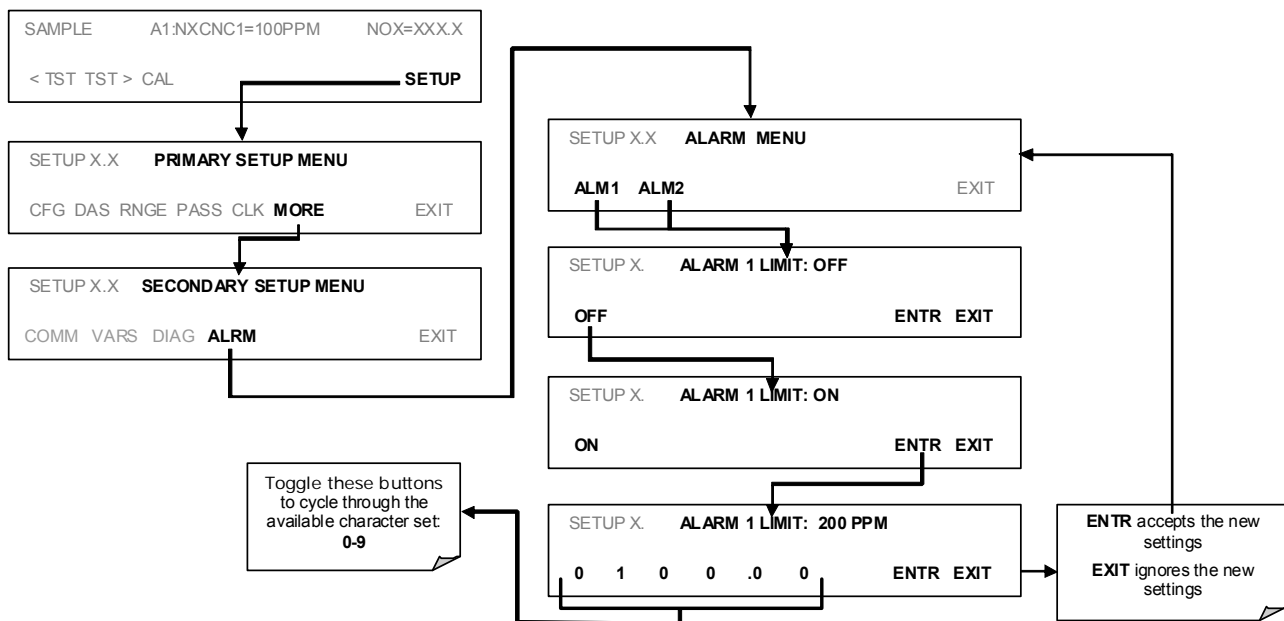 SAMPLE A1:NXCNC1=100PPM NOX=XXX.X
< TST TST > CAL SETUP
SETUP X.X PRIMARY SETUP MENU
CFG DAS RNGE PASS CLK MORE EXIT
SETUP X.X SECONDARY SETUP MENU
COMM VARS DIAG ALRM EXIT
SETUP X.X ALARM MENU
ALM1 ALM2 EXIT
SETUP X. ALARM 1 LIMIT: OFF
OFF ENTR EXIT
SETUP X. ALARM 1 LIMIT: ON
ON ENTR EXIT
SETUP X. ALARM 1 LIMIT: 200 PPM
0 1 0 0 .0 0 ENTR EXIT
Toggle these buttons
to cycle through the
available character set:
0-9
ENTR accepts the new
settings
EXIT ignores the new
settings